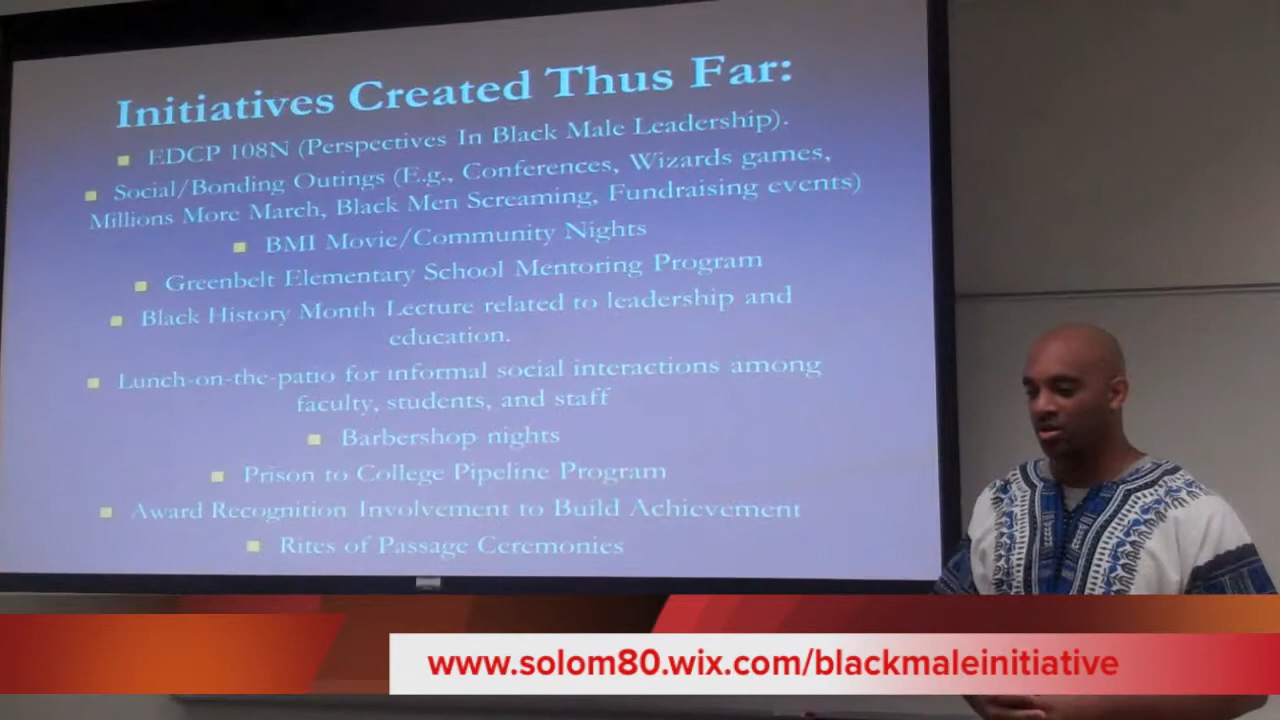 Initiatives Created Thus Far:
EDCP 108N (Perspectives In Black Male Leadership).
Social/Bonding Outings (E.g., Conferences, Wizards games,
Millions More March, Black Men Screaming, Fundraising events)
BMI Movie/Community Nights
Greenbelt Elementary School Mentoring Program
Black History Month Lecture related to leadership and
education.
Lunch-on-the-patio for informal social interactions among
faculty, students, and staff
Barbershop nights
Prison to College Pipeline Program
Award Recognition Involvement to Build Achievement
Rites of Passage Ceremonies
www.solom80.wix.com/blackmaleinitiative